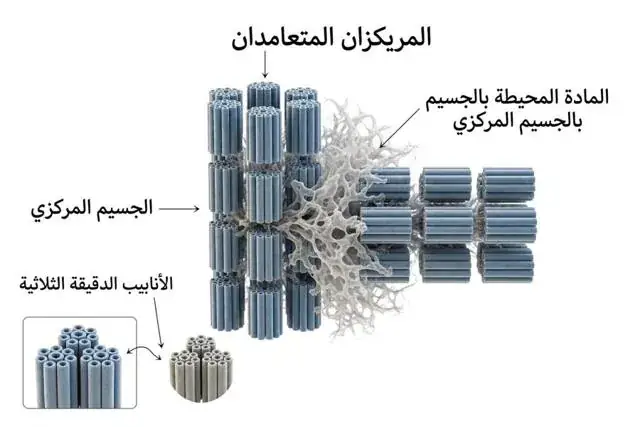 المريكزان المتعامدان
المادة المحيطة بالجسيم
بالجسيم المركزي
الجسيم المركزي
الأنابيب الدقيقة الثلاثية